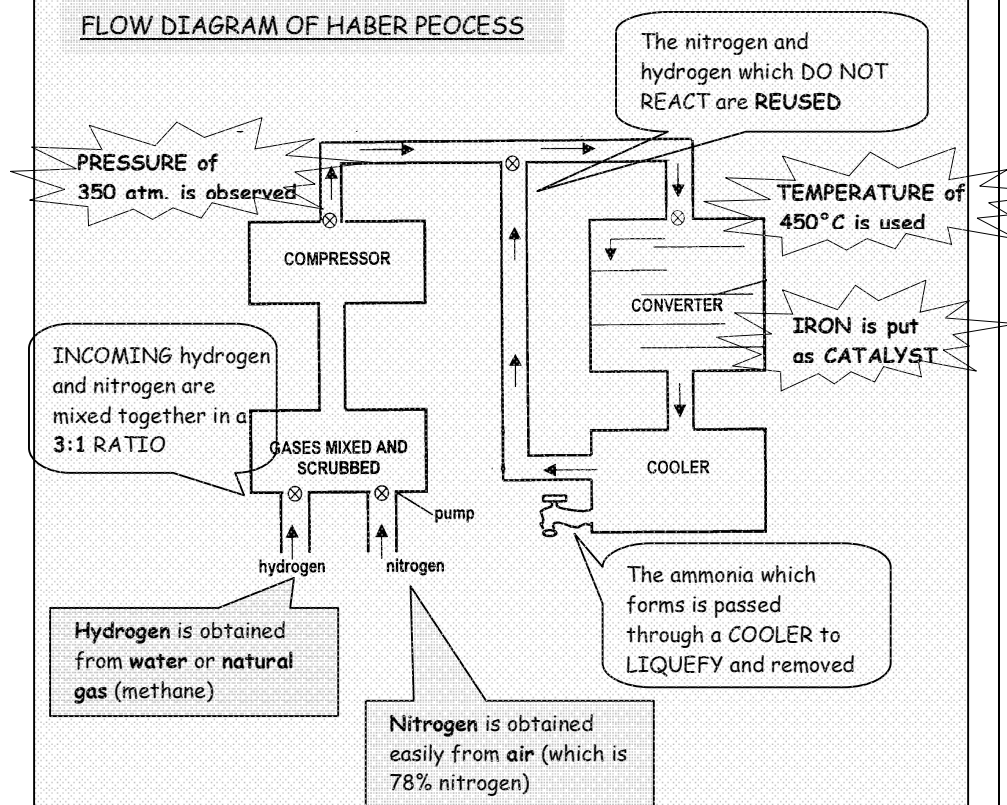 FLOW DIAGRAM OF HABER PEOCESS
The nitrogen and
hydrogen which DO NOT
REACT are REUSED
PRESSURE of
350 atm. is observed
TEMPERATURE of
450°C is used
COMPRESSOR
CONVERTER
IRON is put
as CATALYST
INCOMING hydrogen
and nitrogen are
mixed together in a
3:1 RATIO
GASES MIXED AND
SCRUBBED
COOLER
pump
hydrogen
nitrogen
The ammonia which
forms is passed
through a COOLER to
LIQUEFY and removed
Hydrogen is obtained
from water or natural
gas (methane)
Nitrogen is obtained
easily from air (which is
78% nitrogen)